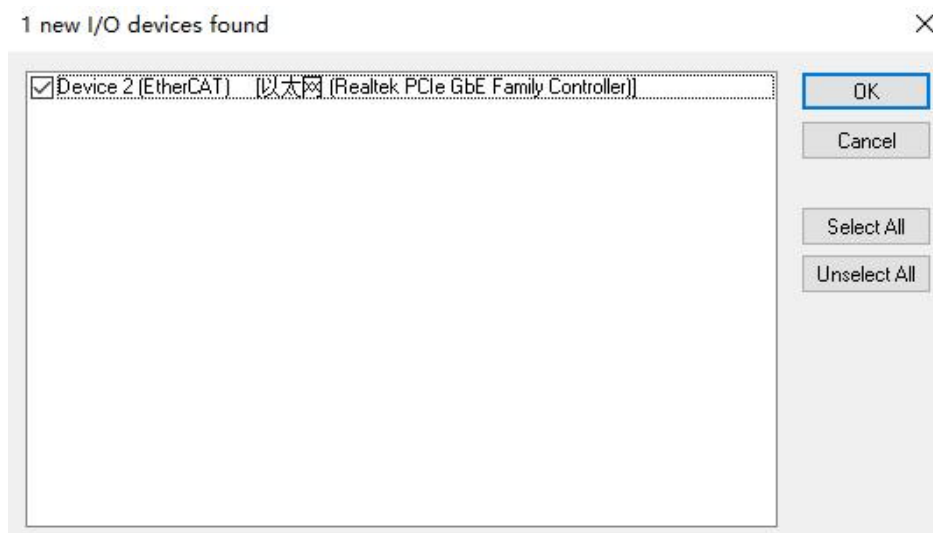 1 new I/O devices found
Device 2 (EtherCAT) [以太网 (Realtek PCIe GbE Family Controller)]
OK
Cancel
Select All
Unselect All